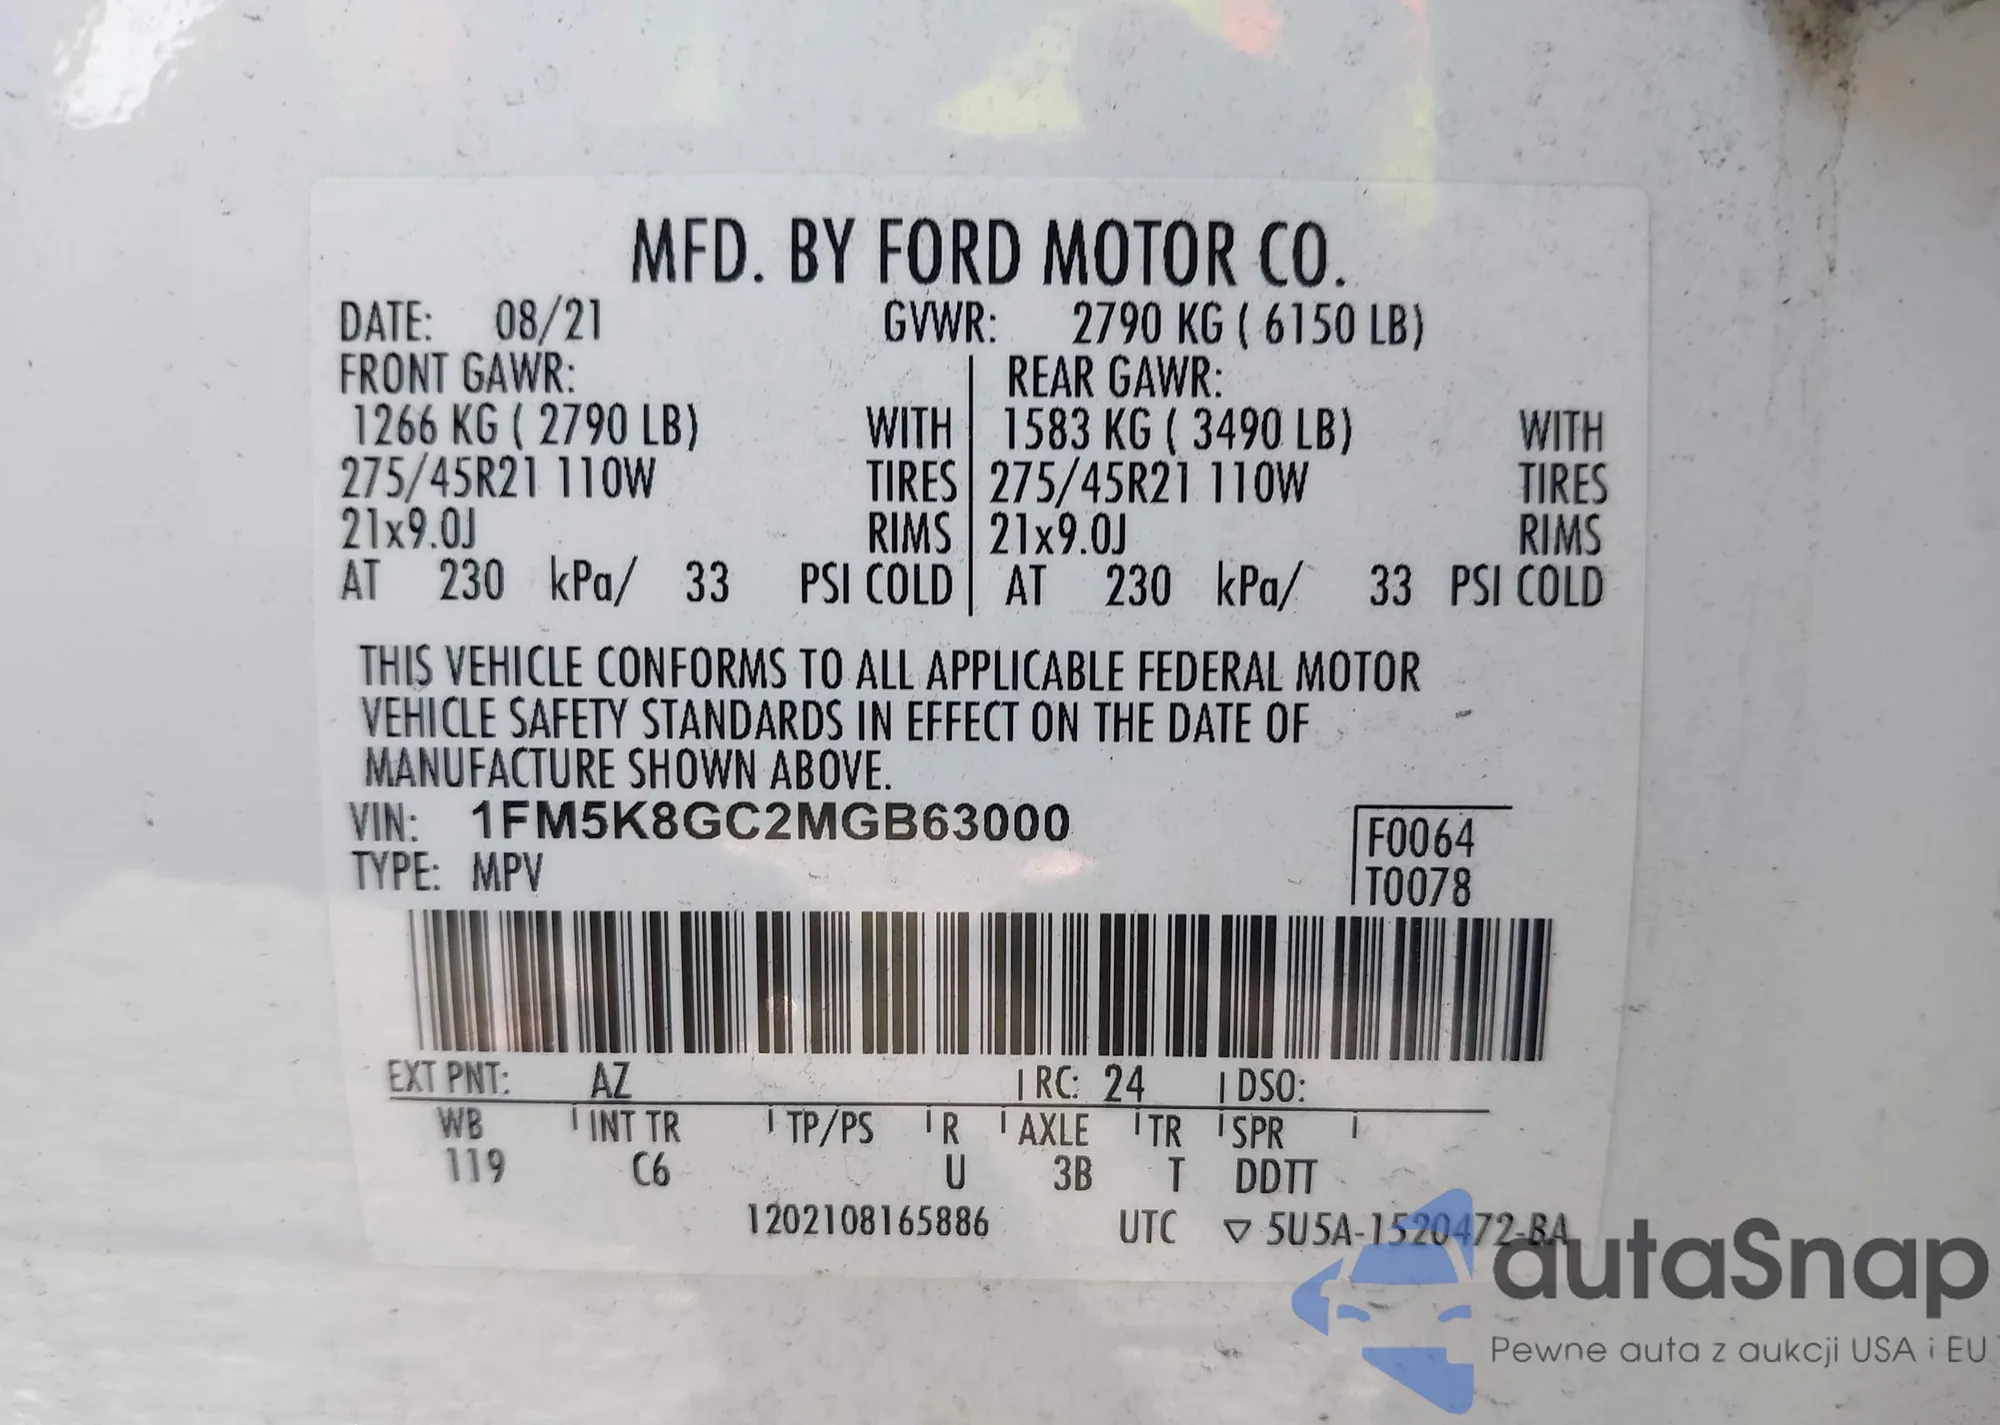 MFD. BY FORD MOTOR CO.
DATE: 08/21 GVWR: 2790 KG ( 6150 LB)
FRONT GAWR: REAR GAWR:
1266 KG ( 2790 LB) WITH 1583 KG ( 3490 LB) WITH
275/45R21 110W TIRES 275/45R21 110W TIRES
21x9.0J RIMS 21x9.0J RIMS
AT 230 kPa/ 33 PSI COLD AT 230 kPa/ 33 PSI COLD
THIS VEHICLE CONFORMS TO ALL APPLICABLE FEDERAL MOTOR
VEHICLE SAFETY STANDARDS IN EFFECT ON THE DATE OF
MANUFACTURE SHOWN ABOVE.
VIN: 1FM5K8GC2MGB63000 F0064
TYPE: MPV T0078
EXT PNT: AZ RC: 24 DSO:
WB INT TR TP/PS R AXLE TR SPR
119 C6 U 3B T DDTT
1202108165886 UTC ▽ 5U5A-1520472-BA
autaSnap
Pewne auta z aukcji USA i EU